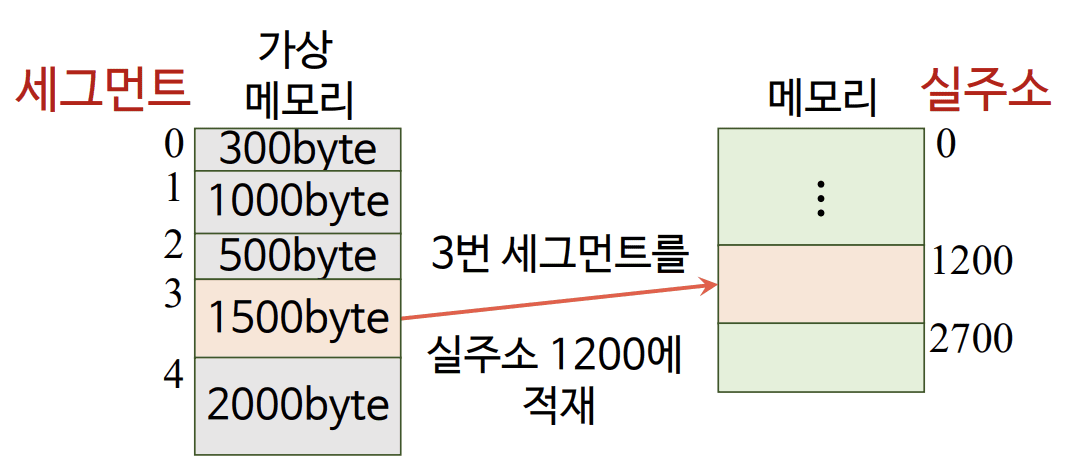 세그먼트
가상
메모리
0
300byte
1
1000byte
2
500byte
3
1500byte
4
2000byte
3번 세그먼트를
실주소 1200에
적재
메모리
실주소
0
1200
2700